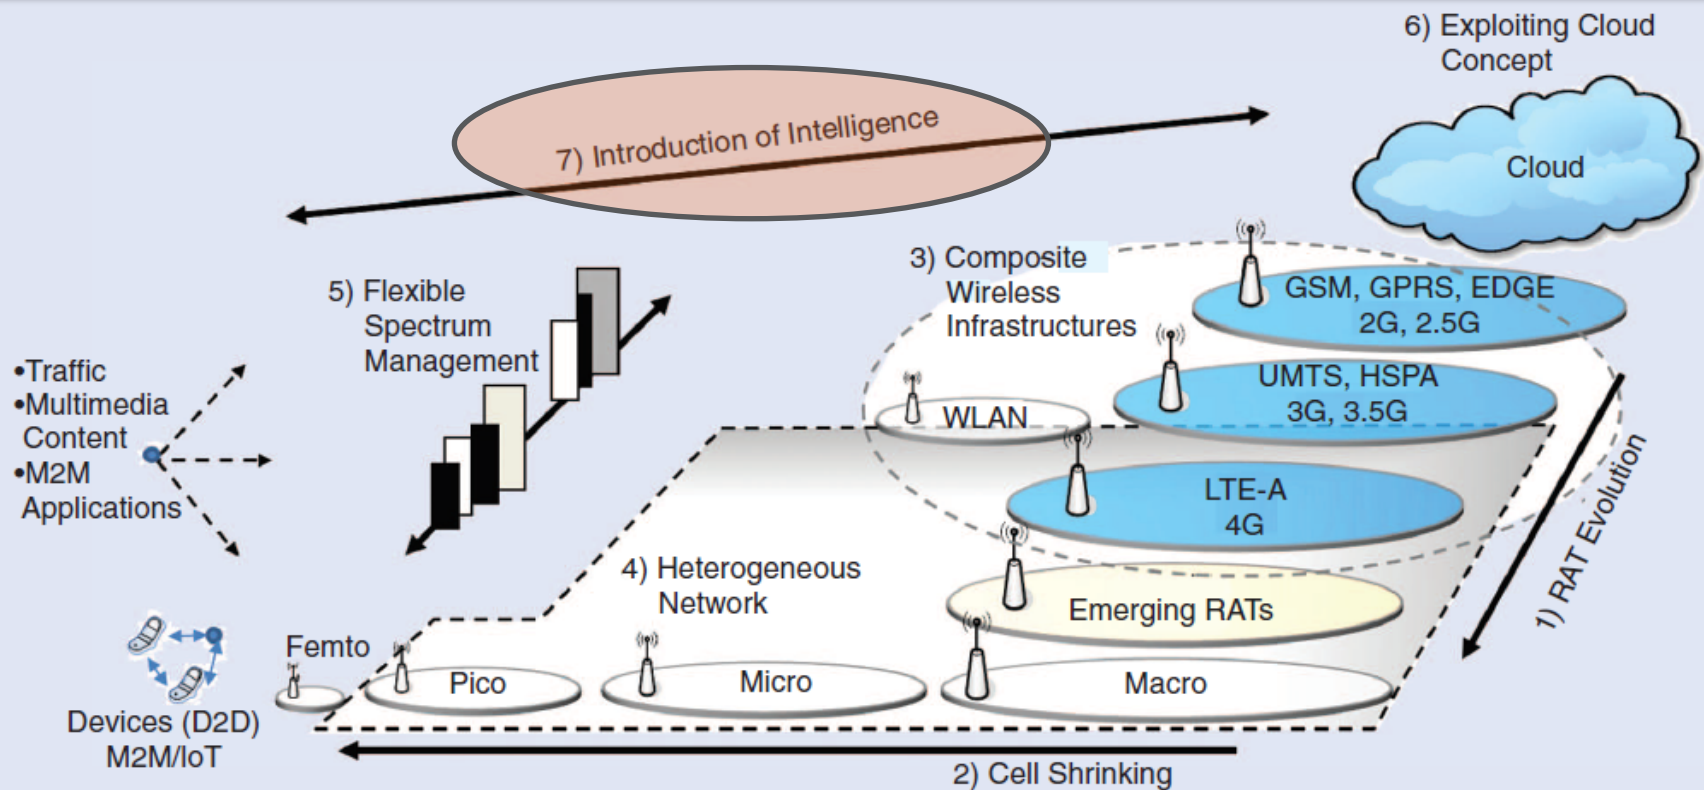 6) Exploiting Cloud
Concept
7) Introduction of Intelligence
Cloud
3) Composite
Wireless
Infrastructures
GSM, GPRS, EDGE
2G, 2.5G
5) Flexible
Spectrum
Management
UMTS, HSPA
3G, 3.5G
•Traffic
•Multimedia
Content
•M2M
Applications
WLAN
LTE-A
4G
1) RAT Evolution
4) Heterogeneous
Network
Emerging RATs
Femto
Pico
Micro
Macro
Devices (D2D)
M2M/IoT
2) Cell Shrinking